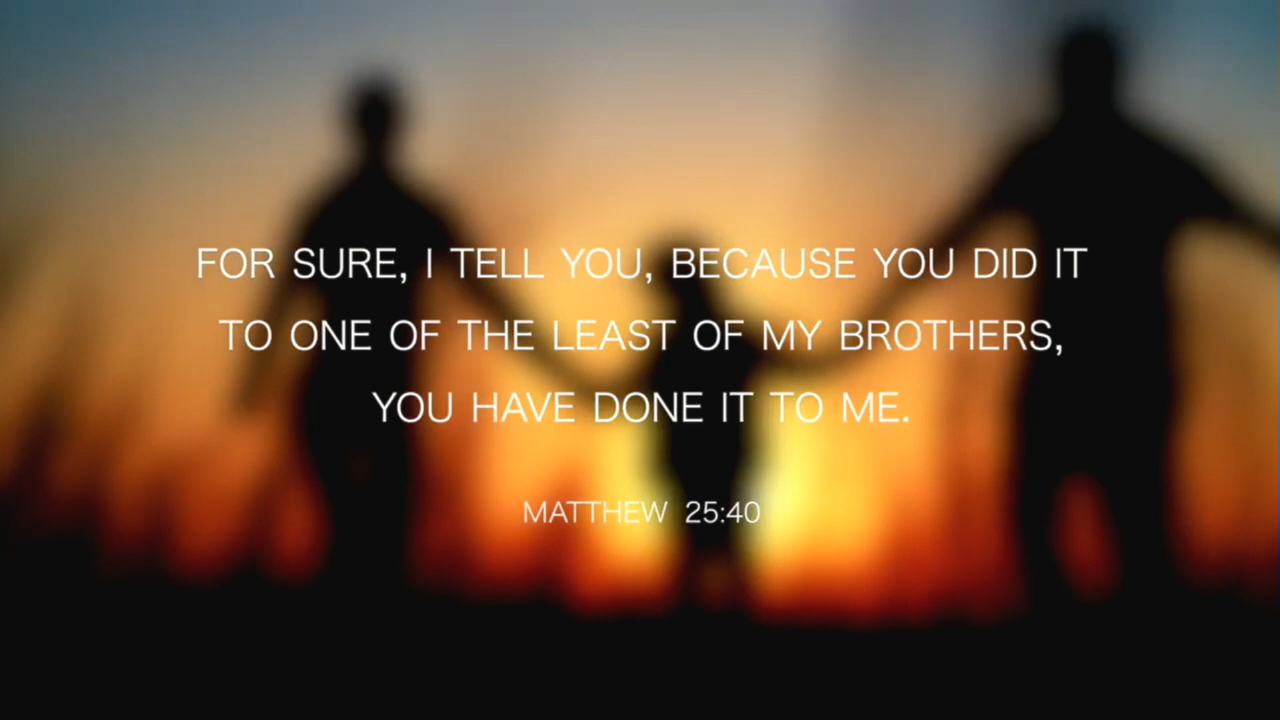 FOR SURE, I TELL YOU, BECAUSE YOU DID IT
TO ONE OF THE LEAST OF MY BROTHERS,
YOU HAVE DONE IT TO ME.
MATTHEW 25:40